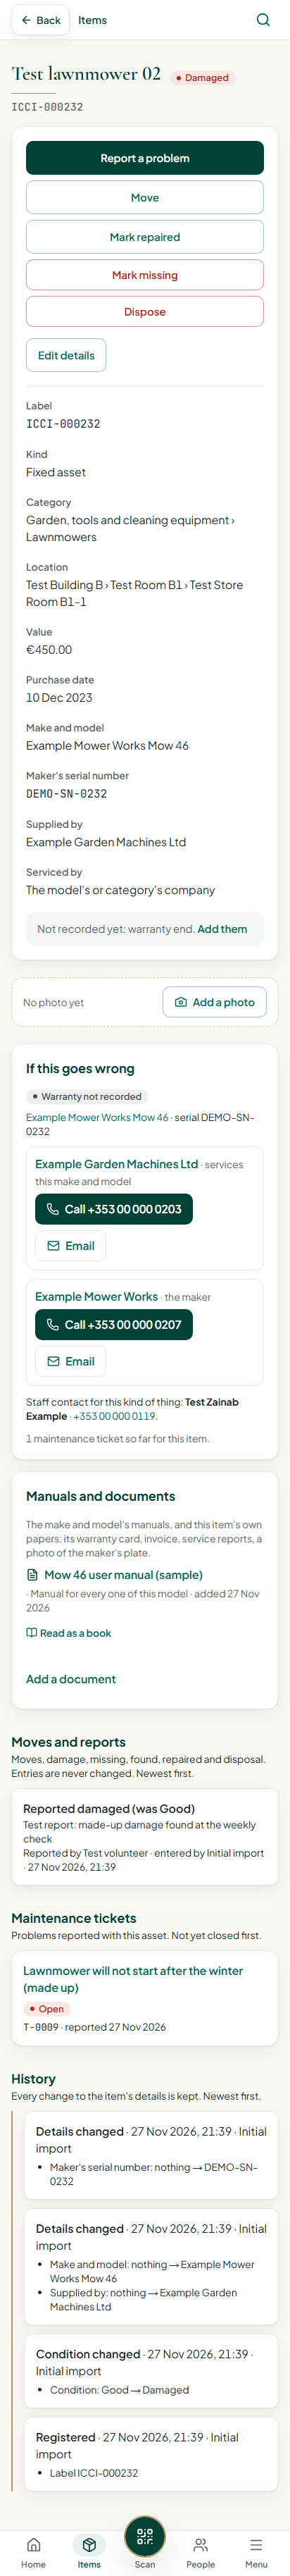 Back
Items
Test lawnmower 02
Damaged
ICCI-000232
Report a problem
Move
Mark repaired
Mark missing
Dispose
Edit details
Label
ICCI-000232
Kind
Fixed asset
Category
Garden, tools and cleaning equipment ›
Lawnmowers
Location
Test Building B › Test Room B1 › Test Store
Room B1-1
Value
€450.00
Purchase date
10 Dec 2023
Make and model
Example Mower Works Mow 46
Maker's serial number
DEMO-SN-0232
Supplied by
Example Garden Machines Ltd
Serviced by
The model's or category's company
Not recorded yet: warranty end. Add them
No photo yet
Add a photo
If this goes wrong
Warranty not recorded
Example Mower Works Mow 46 · serial DEMO-SN-
0232
Example Garden Machines Ltd · services
this make and model
Call +353 00 000 0203
Email
Example Mower Works · the maker
Call +353 00 000 0207
Email
Staff contact for this kind of thing: Test Zainab
Example · +353 00 000 0119.
1 maintenance ticket so far for this item.
Manuals and documents
The make and model's manuals, and this item's own
papers: its warranty card, invoice, service reports, a
photo of the maker's plate.
Mow 46 user manual (sample)
· Manual for every one of this model · added 27 Nov
2026
Read as a book
Add a document
Moves and reports
Moves, damage, missing, found, repaired and disposal.
Entries are never changed. Newest first.
Reported damaged (was Good)
Test report: made-up damage found at the weekly
check
Reported by Test volunteer · entered by Initial import
· 27 Nov 2026, 21:39
Maintenance tickets
Problems reported with this asset. Not yet closed first.
Lawnmower will not start after the winter
(made up)
Open
T-0009 · reported 27 Nov 2026
History
Every change to the item's details is kept. Newest first.
Details changed · 27 Nov 2026, 21:39 · Initial
import
• Maker's serial number: nothing → DEMO-SN-
0232
Details changed · 27 Nov 2026, 21:39 · Initial
import
• Make and model: nothing → Example Mower
Works Mow 46
• Supplied by: nothing → Example Garden
Machines Ltd
Condition changed · 27 Nov 2026, 21:39 ·
Initial import
• Condition: Good → Damaged
Registered · 27 Nov 2026, 21:39 · Initial
import
• Label ICCI-000232
Home
Items
Scan
People
Menu